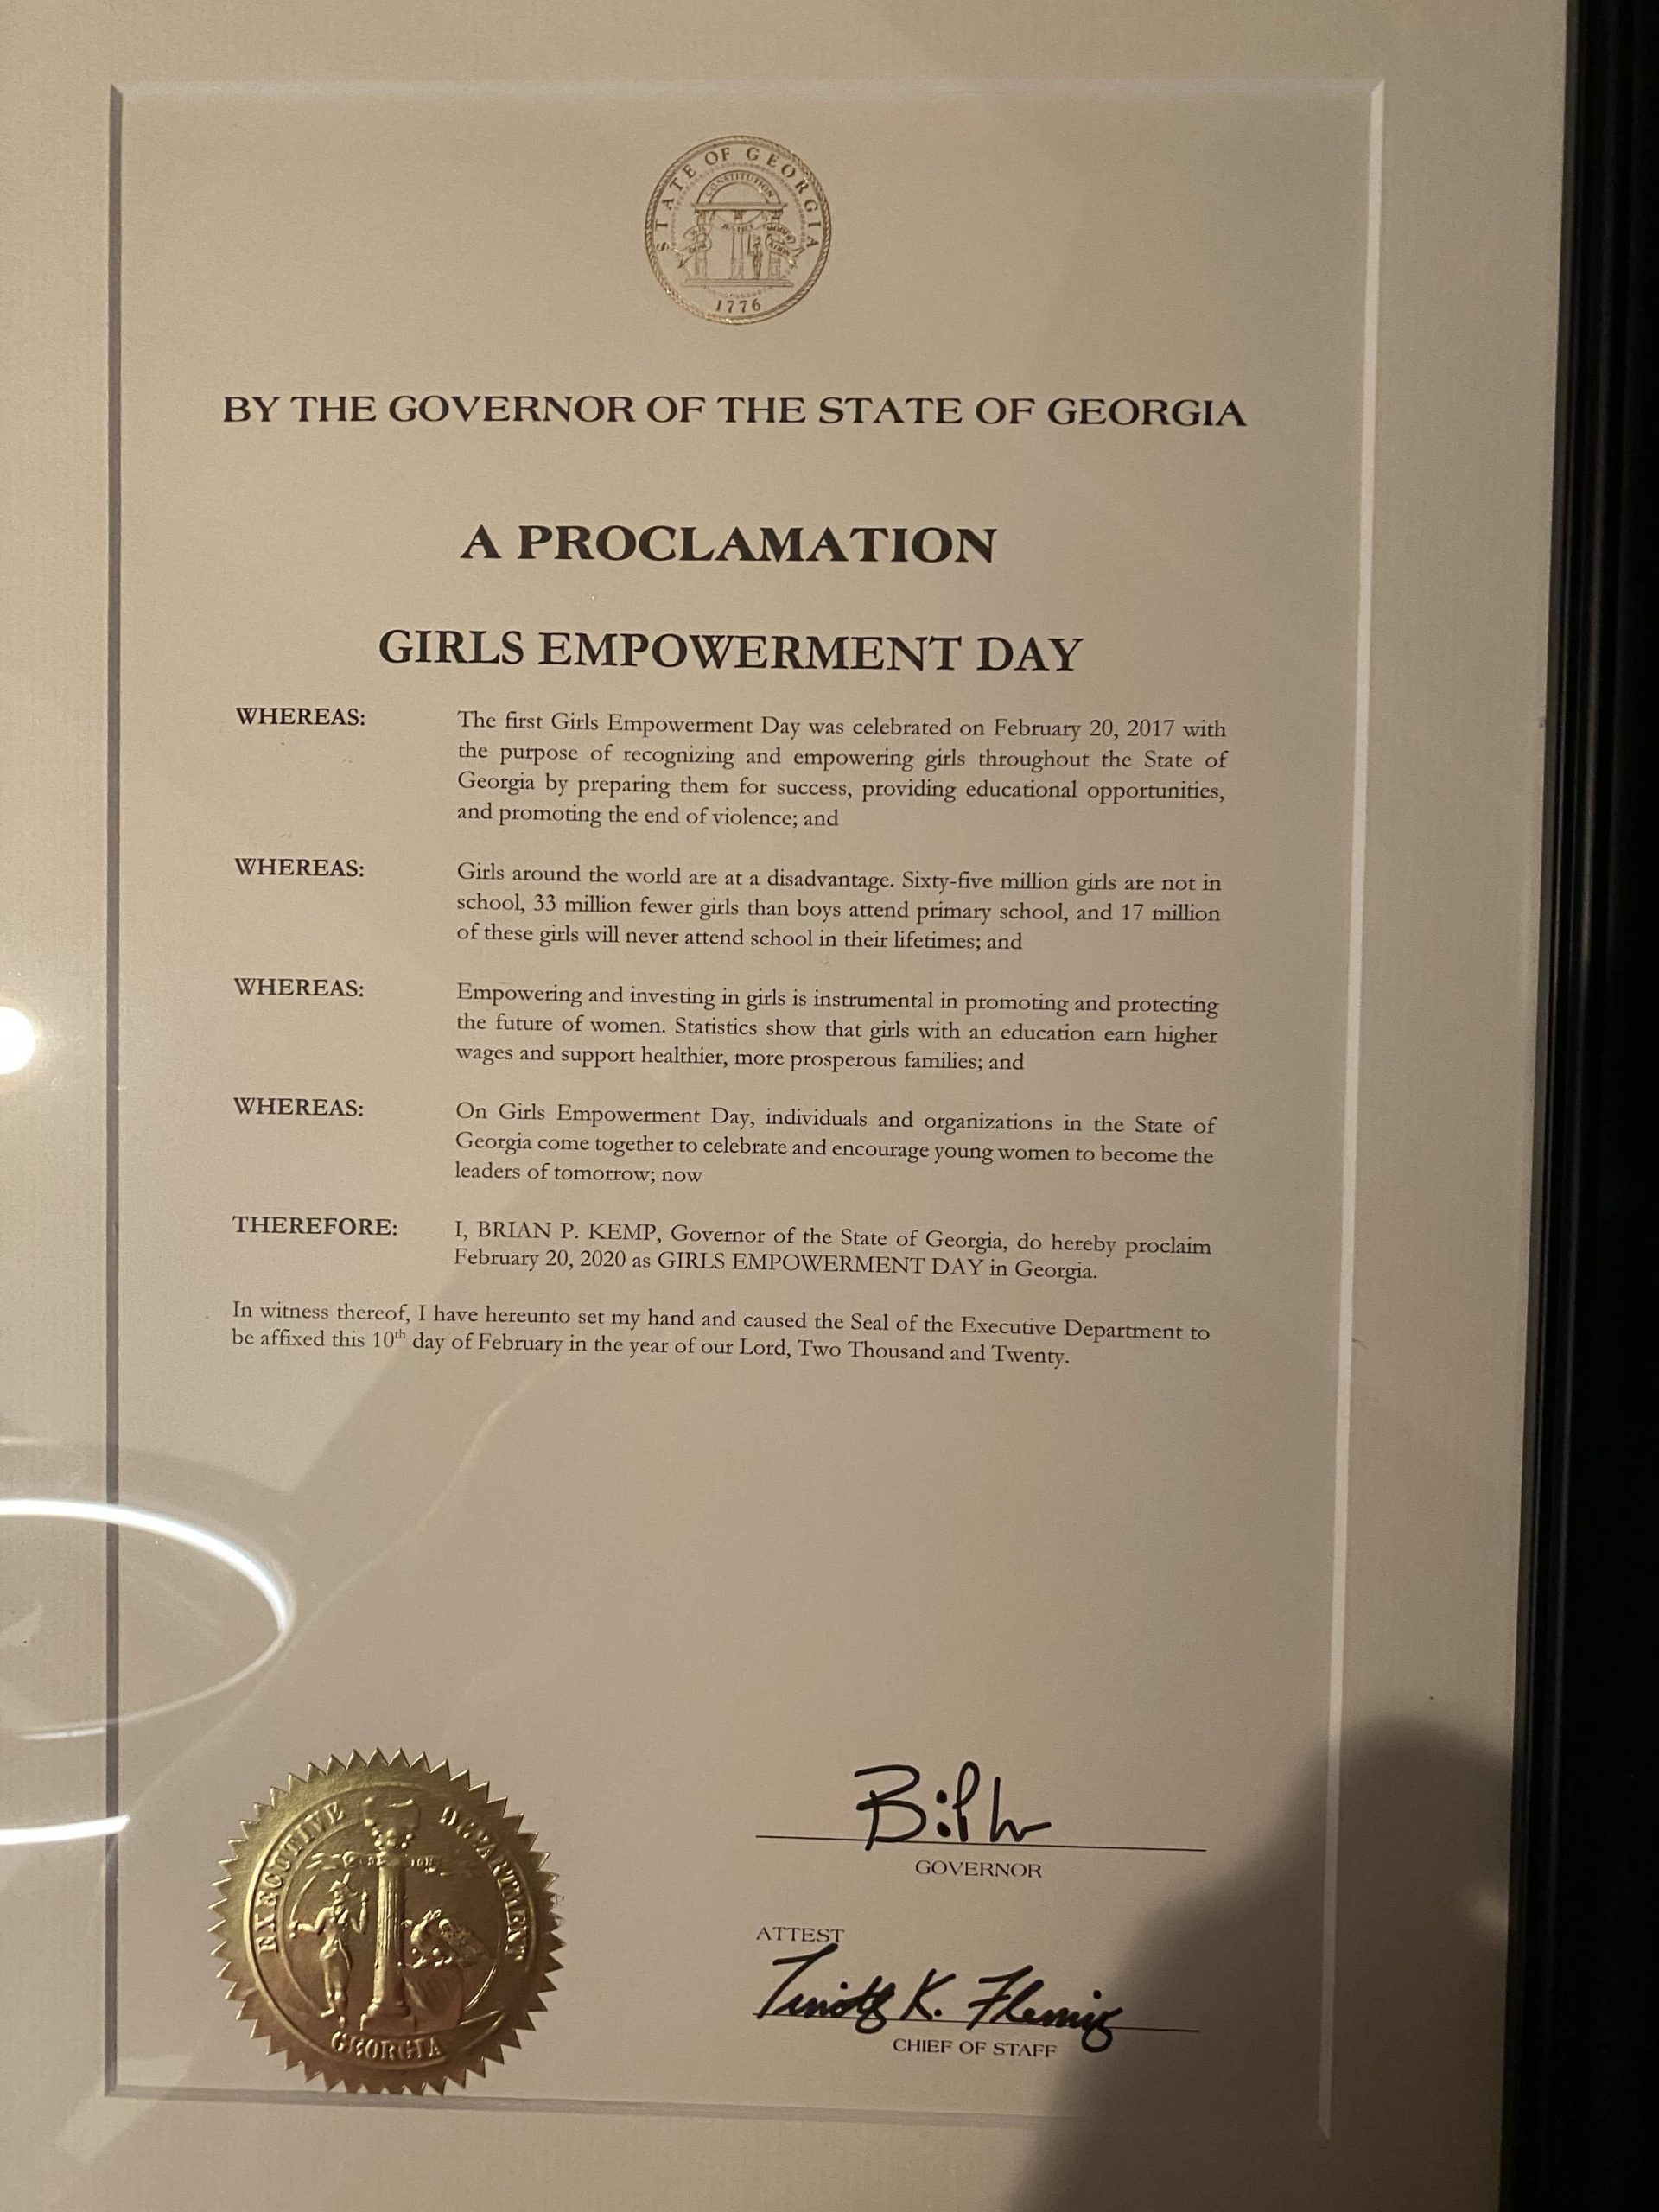 STATE OF GEORGIA
CONSTITUTION
1776
BY THE GOVERNOR OF THE STATE OF GEORGIA
A PROCLAMATION
GIRLS EMPOWERMENT DAY
WHEREAS: The first Girls Empowerment Day was celebrated on February 20, 2017 with
the purpose of recognizing and empowering girls throughout the State of
Georgia by preparing them for success, providing educational opportunities,
and promoting the end of violence; and
WHEREAS: Girls around the world are at a disadvantage. Sixty-five million girls are not in
school, 33 million fewer girls than boys attend primary school, and 17 million
of these girls will never attend school in their lifetimes; and
WHEREAS: Empowering and investing in girls is instrumental in promoting and protecting
the future of women. Statistics show that girls with an education earn higher
wages and support healthier, more prosperous families; and
WHEREAS: On Girls Empowerment Day, individuals and organizations in the State of
Georgia come together to celebrate and encourage young women to become the
leaders of tomorrow; now
THEREFORE: I, BRIAN P. KEMP, Governor of the State of Georgia, do hereby proclaim
February 20, 2020 as GIRLS EMPOWERMENT DAY in Georgia.
In witness thereof, I have hereunto set my hand and caused the Seal of the Executive Department to
be affixed this 10th day of February in the year of our Lord, Two Thousand and Twenty.
GOVERNOR
ATTEST
Timothy K. Fleming
CHIEF OF STAFF
EXECUTIVE DEPARTMENT
GEORGIA